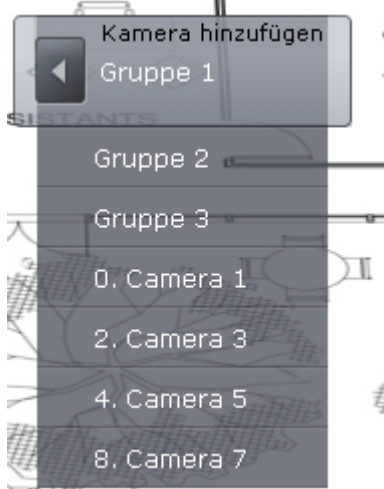 Kamera hinzufügen
Gruppe 1
SISTANTS
Gruppe 2
Gruppe 3
0. Camera 1
2. Camera 3
4. Camera 5
8. Camera 7